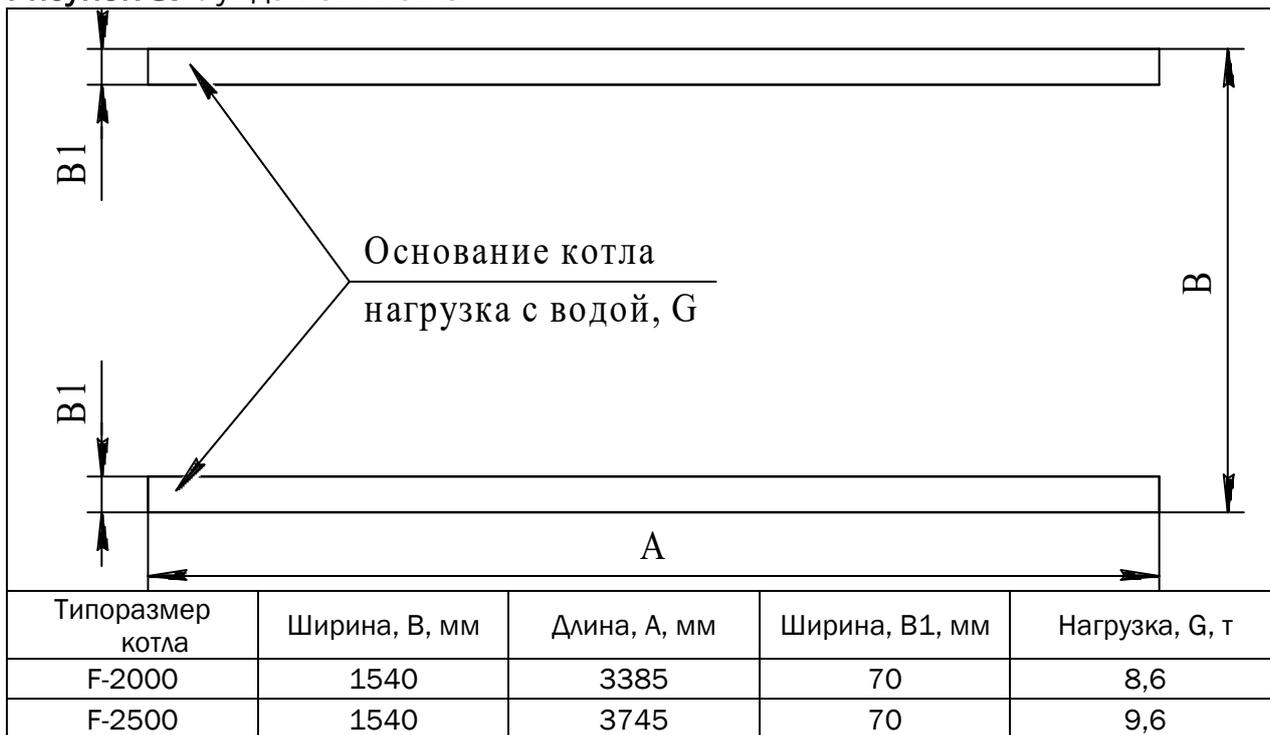 B1
Основание котла
нагрузка с водой, G
B
B1
A
Типоразмер котла Ширина, B, мм Длина, A, мм Ширина, B1, мм Нагрузка, G, т
F-2000 1540 3385 70 8,6
F-2500 1540 3745 70 9,6